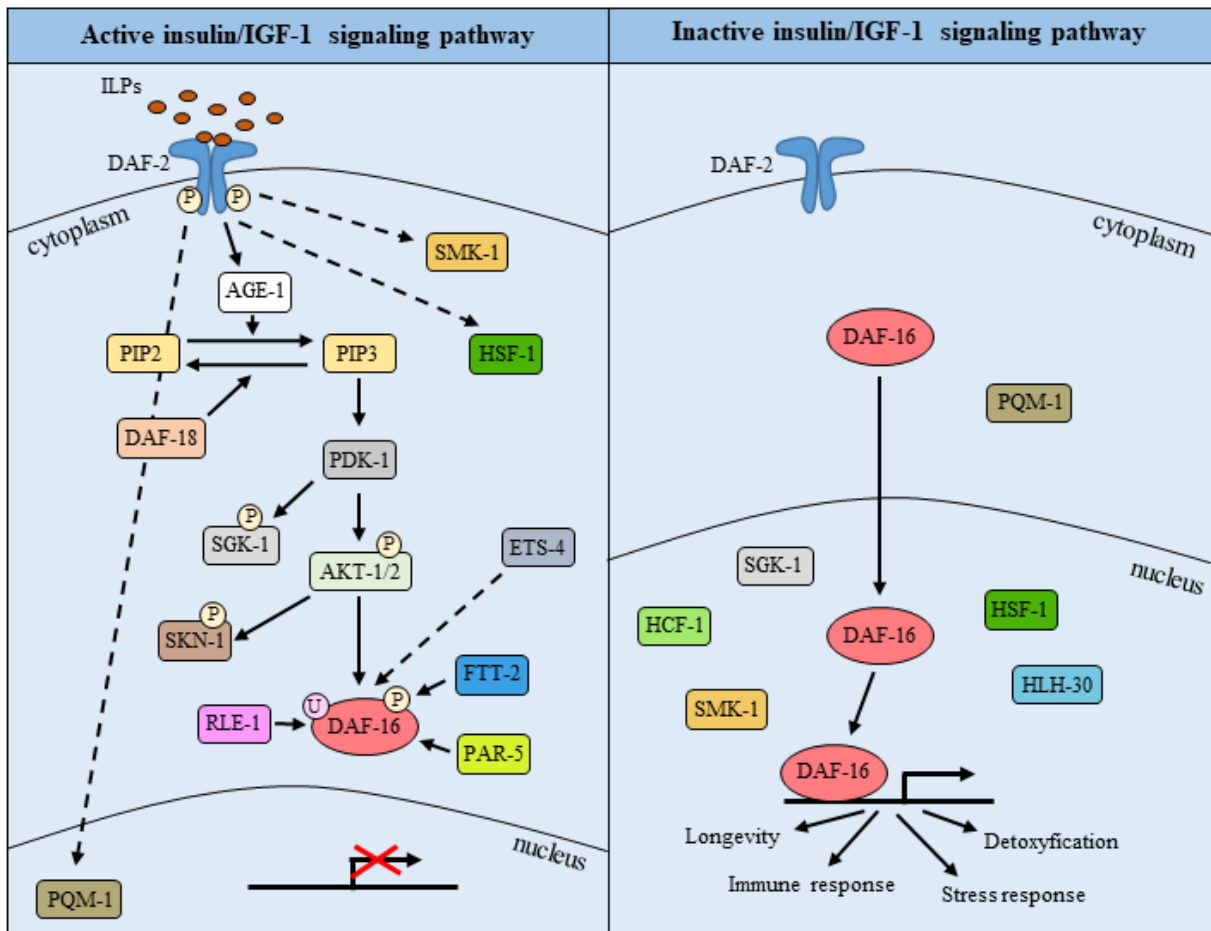 Active insulin/IGF-1 signaling pathway
Inactive insulin/IGF-1 signaling pathway
ILPs
DAF-2
P
P
cytoplasm
SMK-1
AGE-1
PIP2
PIP3
HSF-1
DAF-18
PDK-1
P
SGK-1
P
AKT-1/2
ETS-4
P
SKN-1
FTT-2
U
P
RLE-1
DAF-16
PAR-5
nucleus
PQM-1
DAF-2
cytoplasm
DAF-16
PQM-1
nucleus
SGK-1
HSF-1
HCF-1
DAF-16
HLH-30
SMK-1
DAF-16
Longevity
Detoxyfication
Immune response
Stress response